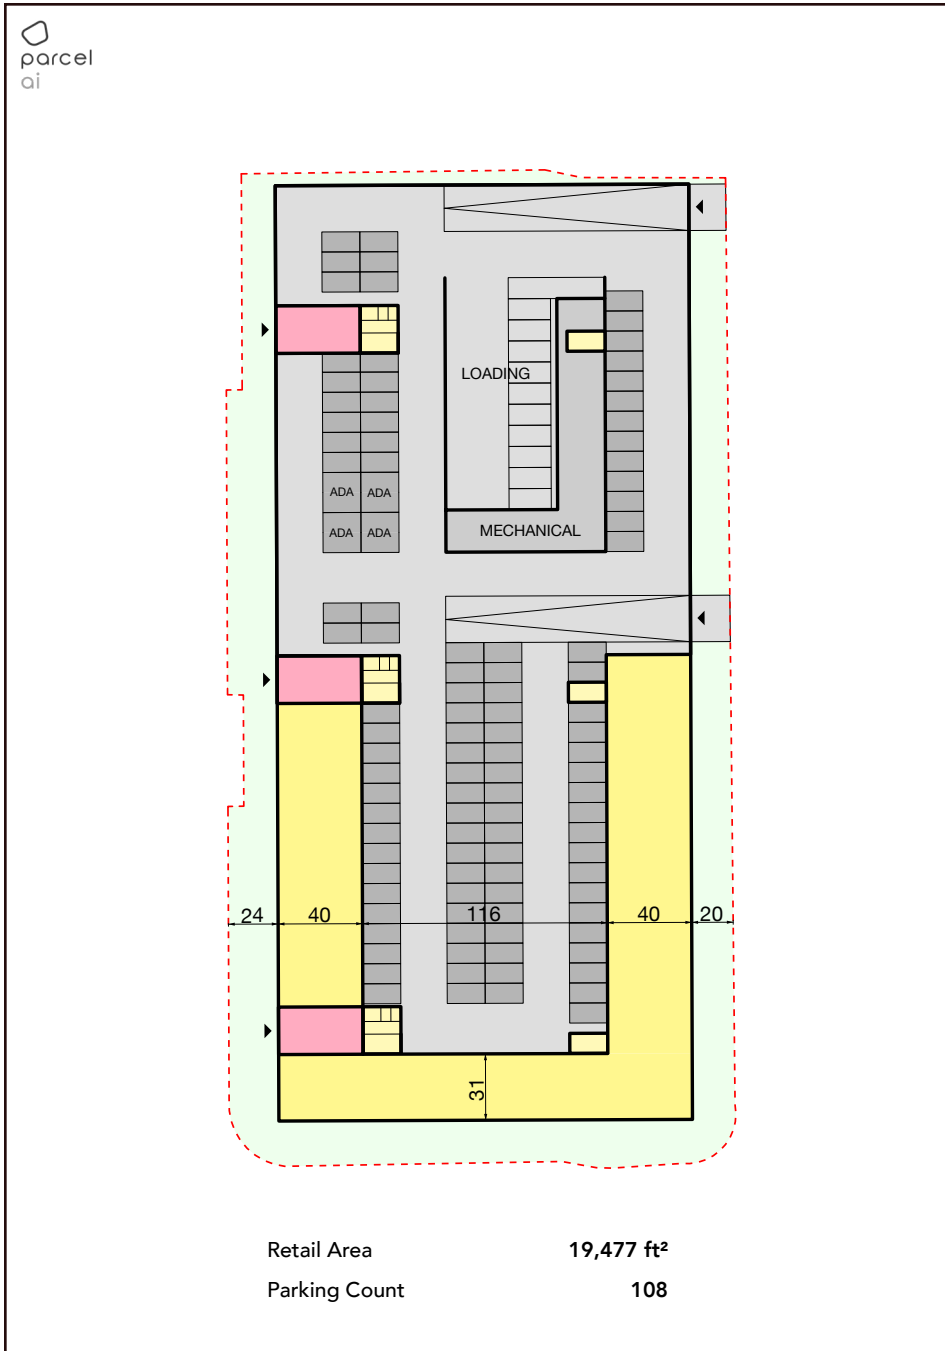 parcel
ai
LOADING
ADA ADA
ADA ADA
MECHANICAL
24 40 116 40 20
31
Retail Area 19,477 ft²
Parking Count 108